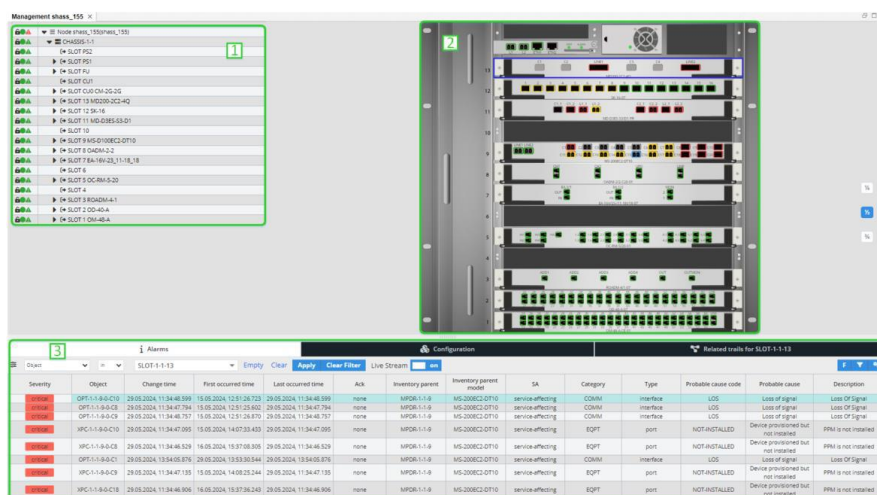 Management shass_155 ×
1
2
3
Node shass_155(shass_155)
CHASSIS-1-1
SLOT PS2
SLOT PS1
SLOT FU
SLOT CU1
SLOT CU0 CM-2G-2G
SLOT 13 MD200-2C2-4Q
SLOT 12 SK-16
SLOT 11 MD-D3ES-S3-D1
SLOT 10
SLOT 9 MS-D100EC2-DT10
SLOT 8 OADM-2-2
SLOT 7 EA-16V-23_11-18_18
SLOT 6
SLOT 5 OC-RM-S-20
SLOT 4
SLOT 3 ROADM-4-1
SLOT 2 OD-40-A
SLOT 1 OM-48-A
13
12
11
10
9
8
7
6
5
4
3
2
1
i Alarms
Configuration
Related trails for SLOT-1-1-13
Object = SLOT-1-1-13 Empty Clear Apply Clear Filter Live Stream on F
Severity Object Change time First occurred time Last occurred time Ack Inventory parent Inventory parent model SA Category Type Probable cause code Probable cause Description
critical OPT-1-1-9-0-C10 29.05.2024, 11:34:48.599 15.05.2024, 12:51:26.723 29.05.2024, 11:34:48.599 none MPDR-1-1-9 MS-200EC2-DT10 service-affecting COMM interface LOS Loss of signal Loss Of Signal
critical OPT-1-1-9-0-C8 29.05.2024, 11:34:47.794 15.05.2024, 12:51:25.602 29.05.2024, 11:34:47.794 none MPDR-1-1-9 MS-200EC2-DT10 service-affecting COMM interface LOS Loss of signal Loss Of Signal
critical OPT-1-1-9-0-C9 29.05.2024, 11:34:48.757 15.05.2024, 12:51:26.870 29.05.2024, 11:34:48.757 none MPDR-1-1-9 MS-200EC2-DT10 service-affecting COMM interface LOS Loss of signal Loss Of Signal
critical XPC-1-1-9-0-C10 29.05.2024, 11:34:47.095 15.05.2024, 14:07:33.433 29.05.2024, 11:34:47.095 none MPDR-1-1-9 MS-200EC2-DT10 service-affecting EQPT port NOT-INSTALLED Device provisioned but not installed PPM is not installed
critical XPC-1-1-9-0-C8 29.05.2024, 11:34:46.529 16.05.2024, 15:37:08.305 29.05.2024, 11:34:46.529 none MPDR-1-1-9 MS-200EC2-DT10 service-affecting EQPT port NOT-INSTALLED Device provisioned but not installed PPM is not installed
critical OPT-1-1-9-0-C1 29.05.2024, 13:54:05.876 29.05.2024, 13:53:30.544 29.05.2024, 13:54:05.876 none MPDR-1-1-9 MS-200EC2-DT10 service-affecting COMM interface LOS Loss of signal Loss Of Signal
critical XPC-1-1-9-0-C9 29.05.2024, 11:34:47.135 15.05.2024, 14:08:25.244 29.05.2024, 11:34:47.135 none MPDR-1-1-9 MS-200EC2-DT10 service-affecting EQPT port NOT-INSTALLED Device provisioned but not installed PPM is not installed
critical XPC-1-1-9-0-C18 29.05.2024, 11:34:46.906 16.05.2024, 15:37:36.243 29.05.2024, 11:34:46.906 none MPDR-1-1-9 MS-200EC2-DT10 service-affecting EQPT port NOT-INSTALLED Device provisioned but not installed PPM is not installed